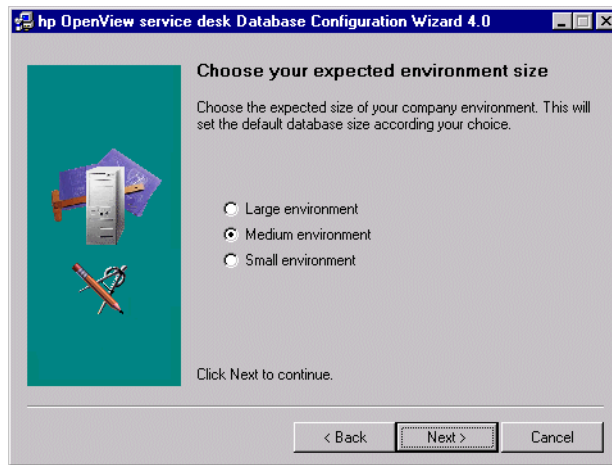 hp OpenView service desk Database Configuration Wizard 4.0
Choose your expected environment size
Choose the expected size of your company environment. This will
set the default database size according your choice.
Large environment
Medium environment
Small environment
Click Next to continue.
< Back
Next >
Cancel